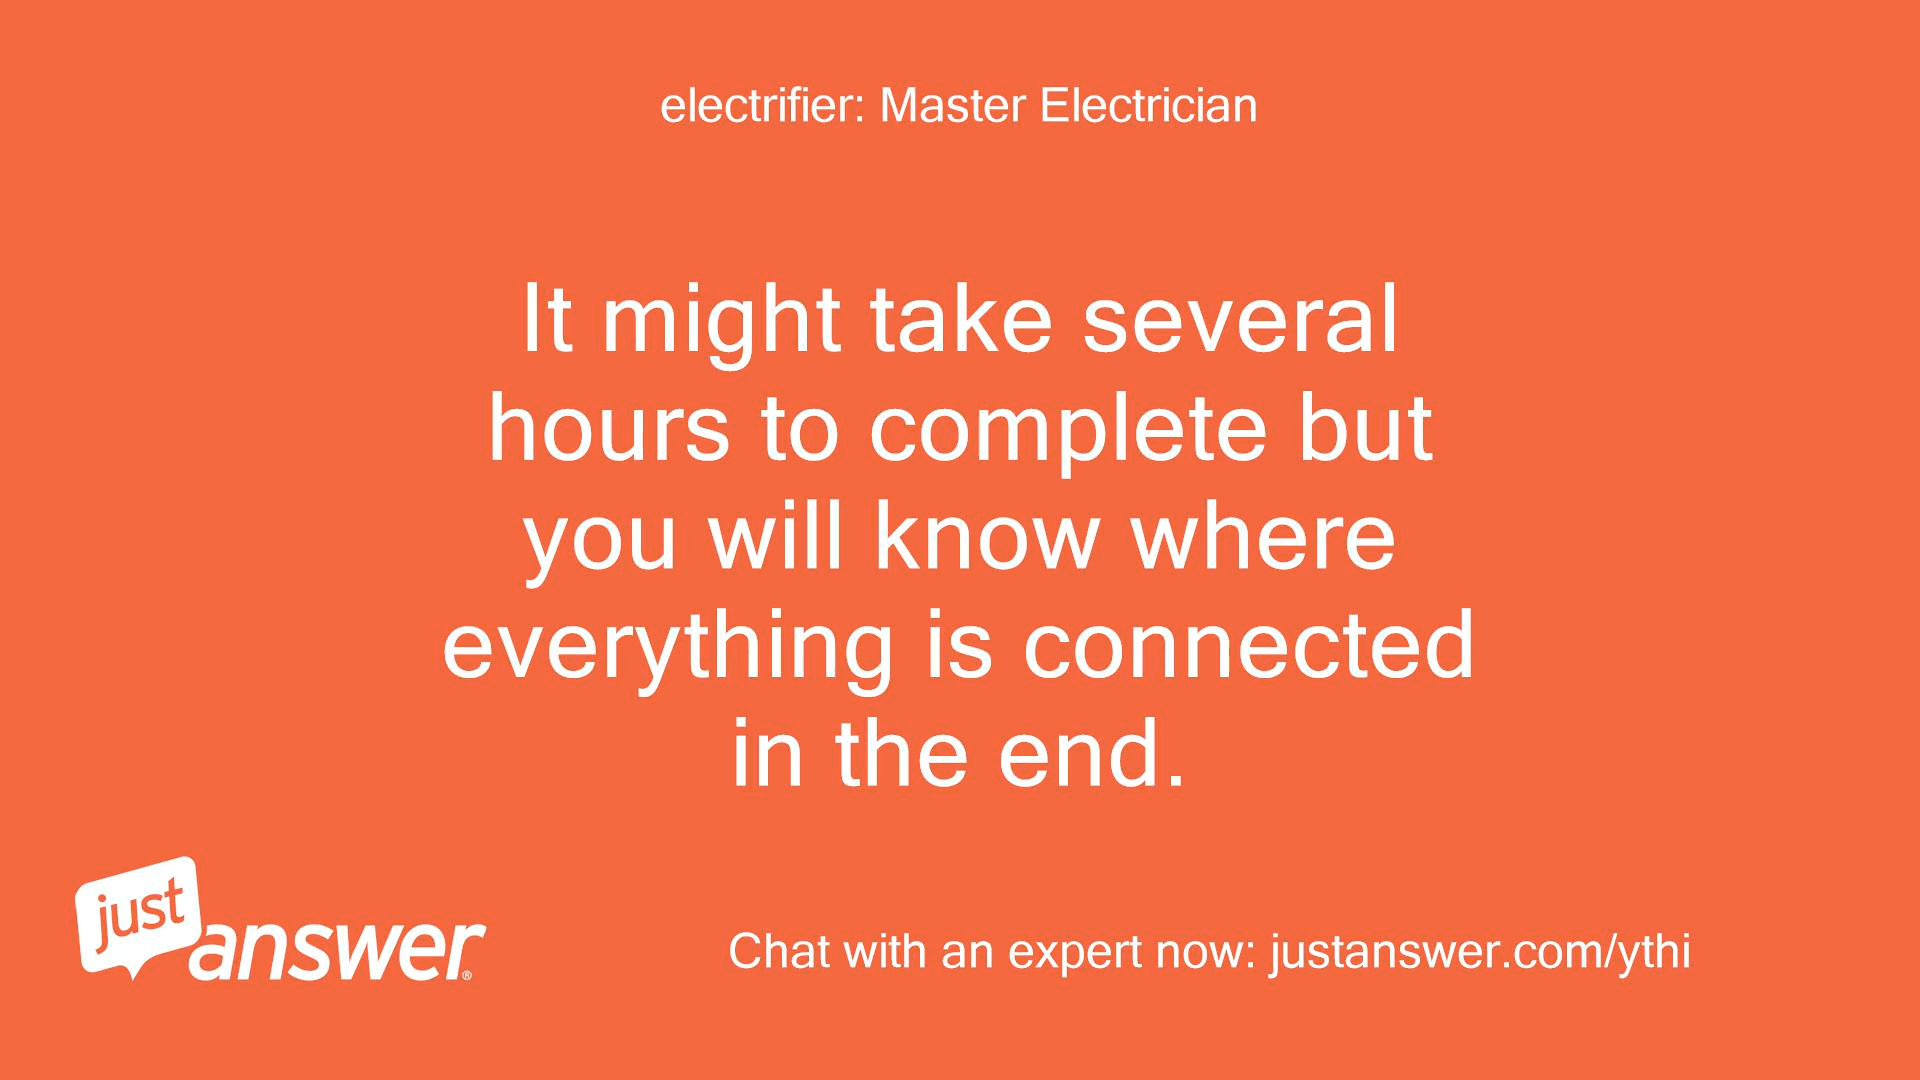 electrifier: Master Electrician
It might take several
hours to complete but
you will know where
everything is connected
in the end.
just
answer®
Chat with an expert now: justanswer.com/ythi